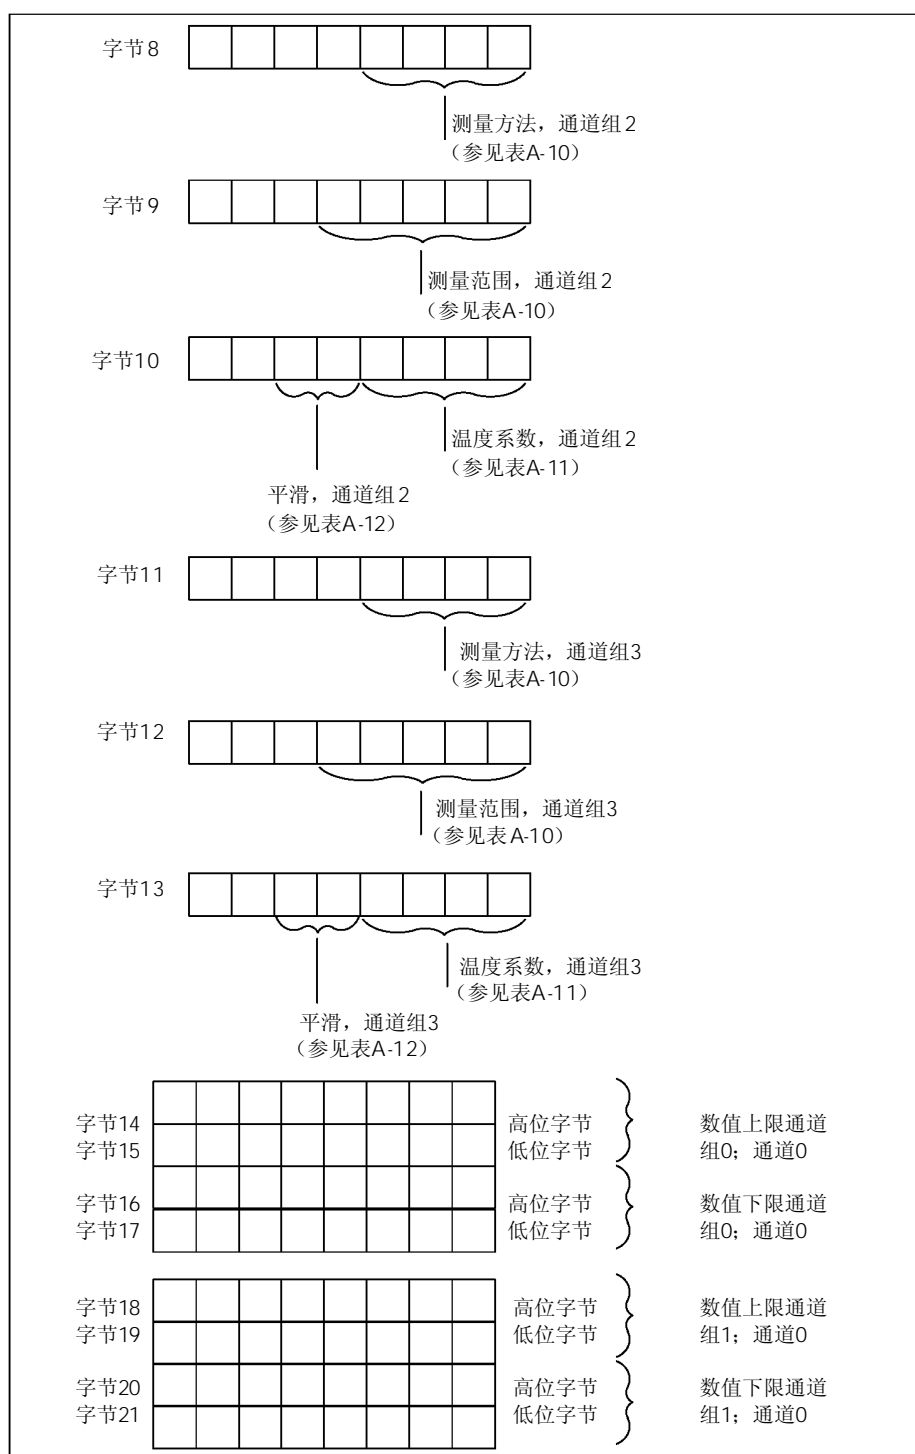 字节8
测量方法，通道组2
（参见表A-10）
字节9
测量范围，通道组2
（参见表A-10）
字节10
温度系数，通道组2
（参见表A-11）
平滑，通道组2
（参见表A-12）
字节11
测量方法，通道组3
（参见表A-10）
字节12
测量范围，通道组3
（参见表A-10）
字节13
温度系数，通道组3
（参见表A-11）
平滑，通道组3
（参见表A-12）
字节14 高位字节 数值上限通道
字节15 低位字节 组0；通道0
字节16 高位字节 数值下限通道
字节17 低位字节 组0；通道0
字节18 高位字节 数值上限通道
字节19 低位字节 组1；通道0
字节20 高位字节 数值下限通道
字节21 低位字节 组1；通道0